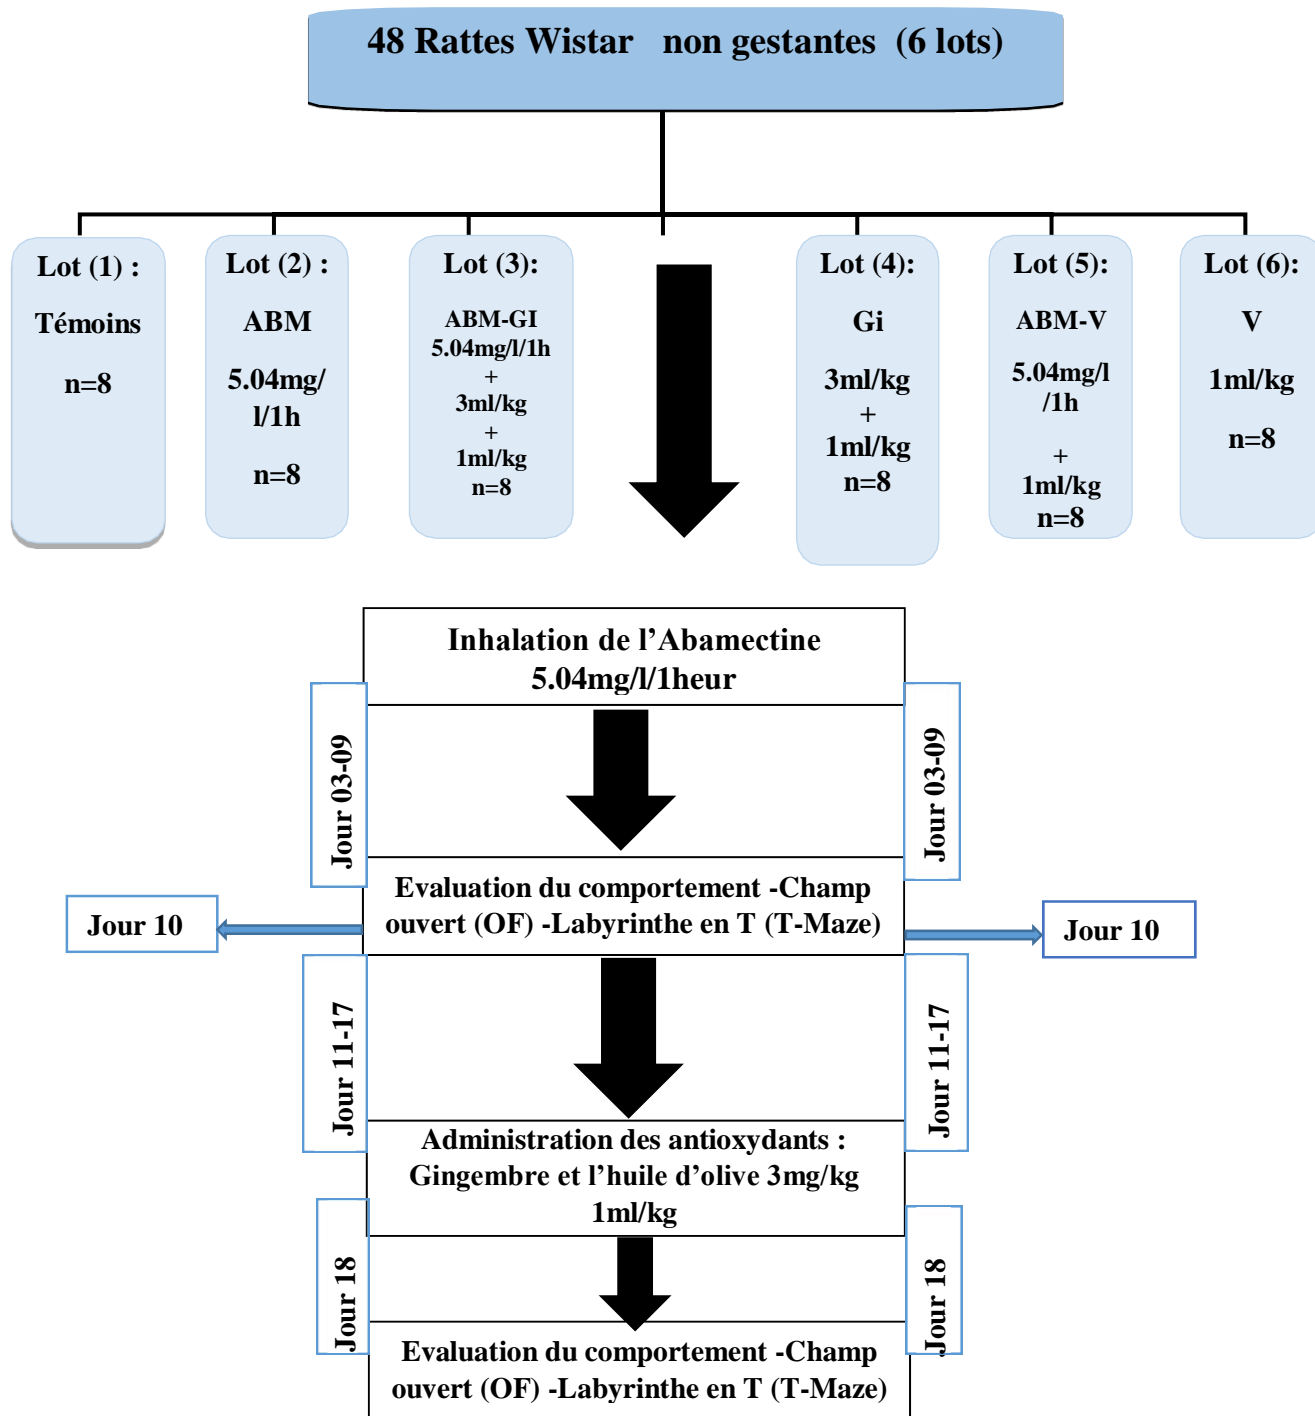 48 Rattes Wistar non gestantes (6 lots)
Lot (1) :
Témoins
n=8
Lot (2) :
ABM
5.04mg/
l/1h
n=8
Lot (3):
ABM-GI
5.04mg/l/1h
+
3ml/kg
+
1ml/kg
n=8
Lot (4):
Gi
3ml/kg
+
1ml/kg
n=8
Lot (5):
ABM-V
5.04mg/l
/1h
+
1ml/kg
n=8
Lot (6):
V
1ml/kg
n=8
Inhalation de l’Abamectine
5.04mg/l/1heur
Jour 03-09
Jour 03-09
Evaluation du comportement -Champ
ouvert (OF) -Labyrinthe en T (T-Maze)
Jour 10
Jour 10
Jour 11-17
Jour 11-17
Administration des antioxydants :
Gingembre et l’huile d’olive 3mg/kg
1ml/kg
Jour 18
Jour 18
Evaluation du comportement -Champ
ouvert (OF) -Labyrinthe en T (T-Maze)